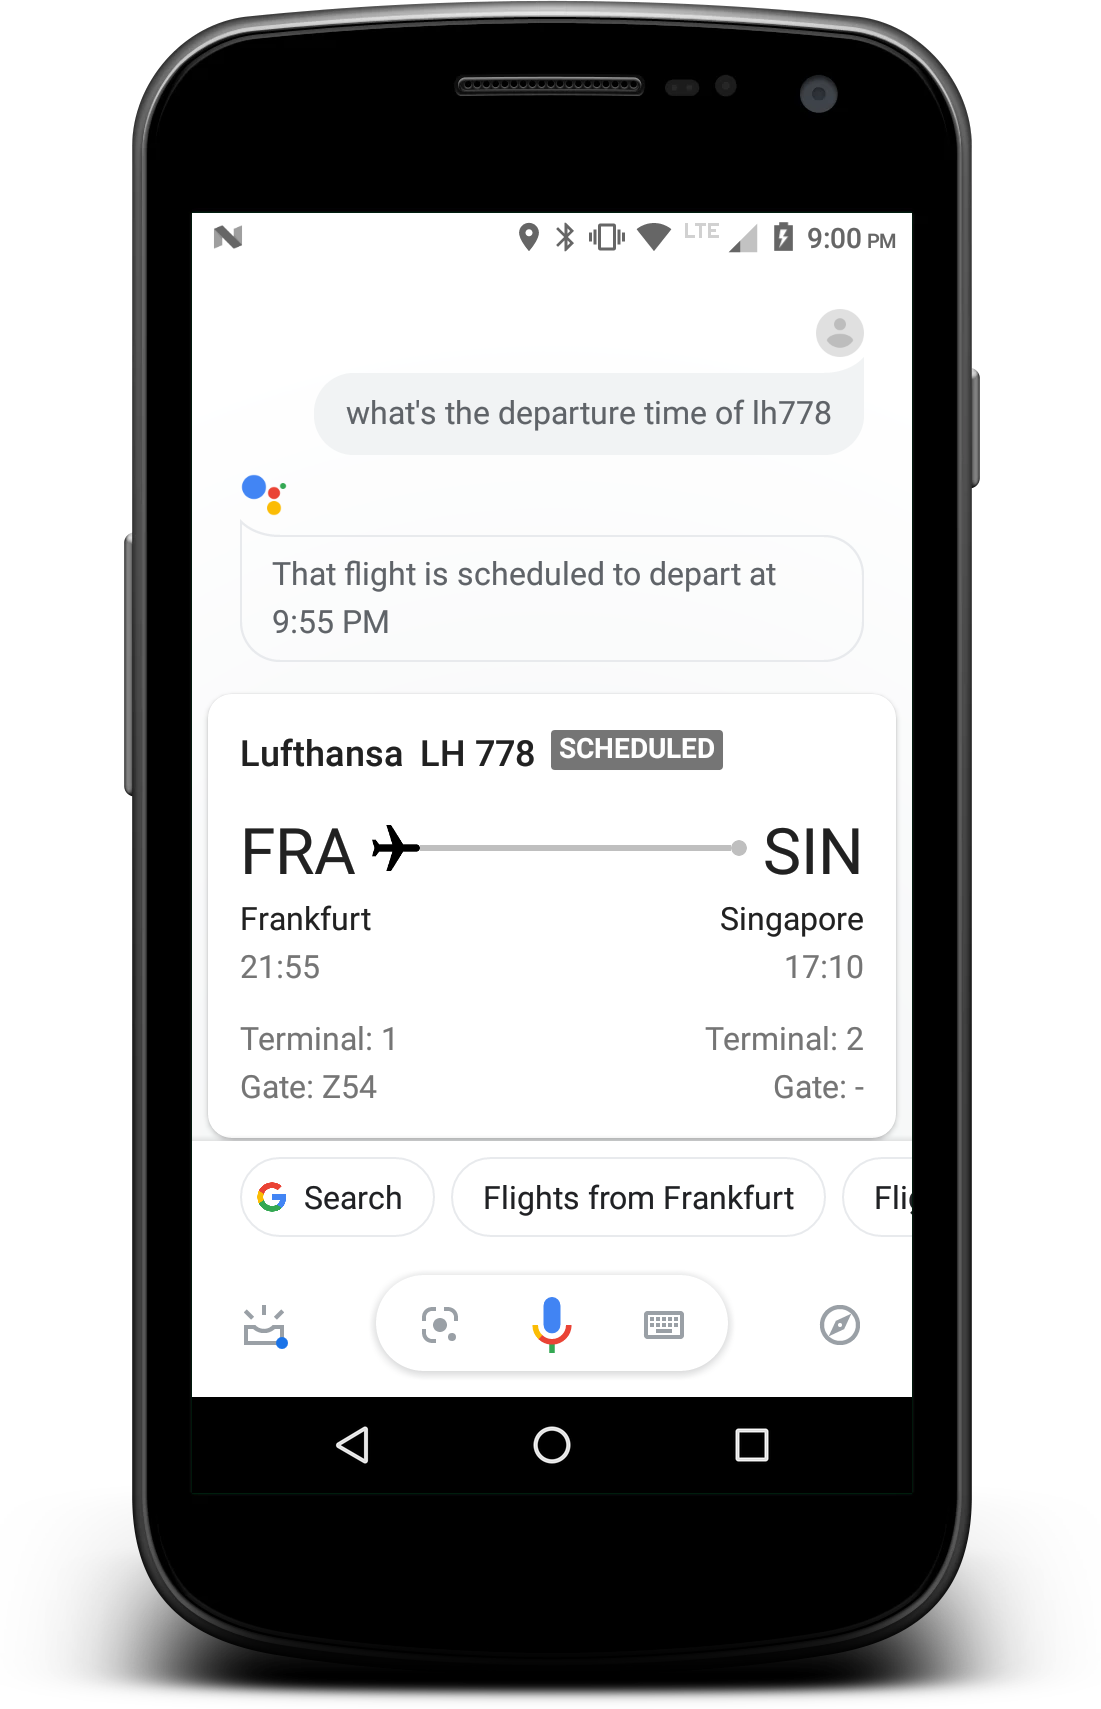 LTE 9:00 PM
what's the departure time of lh778
That flight is scheduled to depart at
9:55 PM
Lufthansa LH 778 SCHEDULED
FRA SIN
Frankfurt Singapore
21:55 17:10
Terminal: 1 Terminal: 2
Gate: Z54 Gate: -
Search Flights from Frankfurt